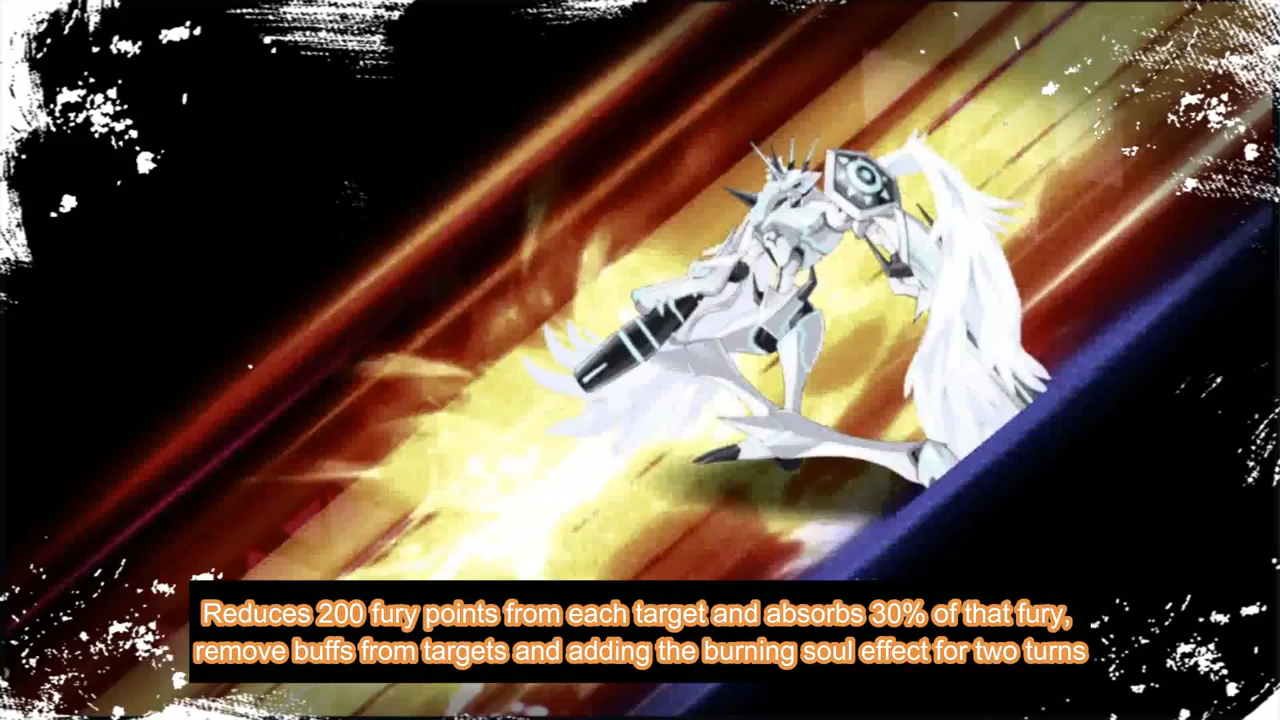 Reduces 200 fury points from each target and absorbs 30% of that fury,
remove buffs from targets and adding the burning soul effect for two turns